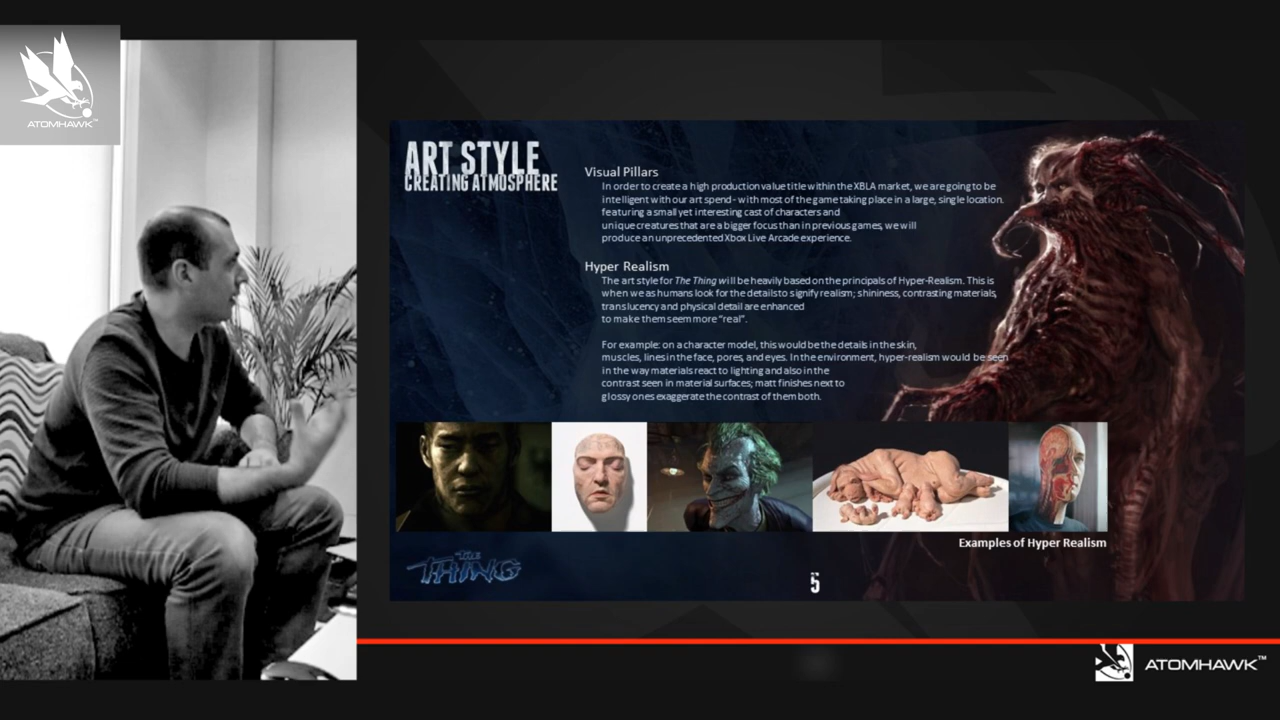 ATOMHAWK™
ART STYLE
CREATING ATMOSPHERE
Visual Pillars
In order to create a high production value title within the XBLA market, we are going to be
intelligent with our art spend - with most of the game taking place in a large, single location.
featuring a small yet interesting cast of characters and
unique creatures that are a bigger focus than in previous games, we will
produce an unprecedented Xbox Live Arcade experience.
Hyper Realism
The art style for The Thing will be heavily based on the principals of Hyper-Realism. This is
when we as humans look for the details to signify realism; shininess, contrasting materials,
translucency and physical detail are enhanced
to make them seem more “real”.
For example: on a character model, this would be the details in the skin,
muscles, lines in the face, pores, and eyes. In the environment, hyper-realism would be seen
in the way materials react to lighting and also in the
contrast seen in material surfaces; matt finishes next to
glossy ones exaggerate the contrast of them both.
Examples of Hyper Realism
THE
THING
5
ATOMHAWK™